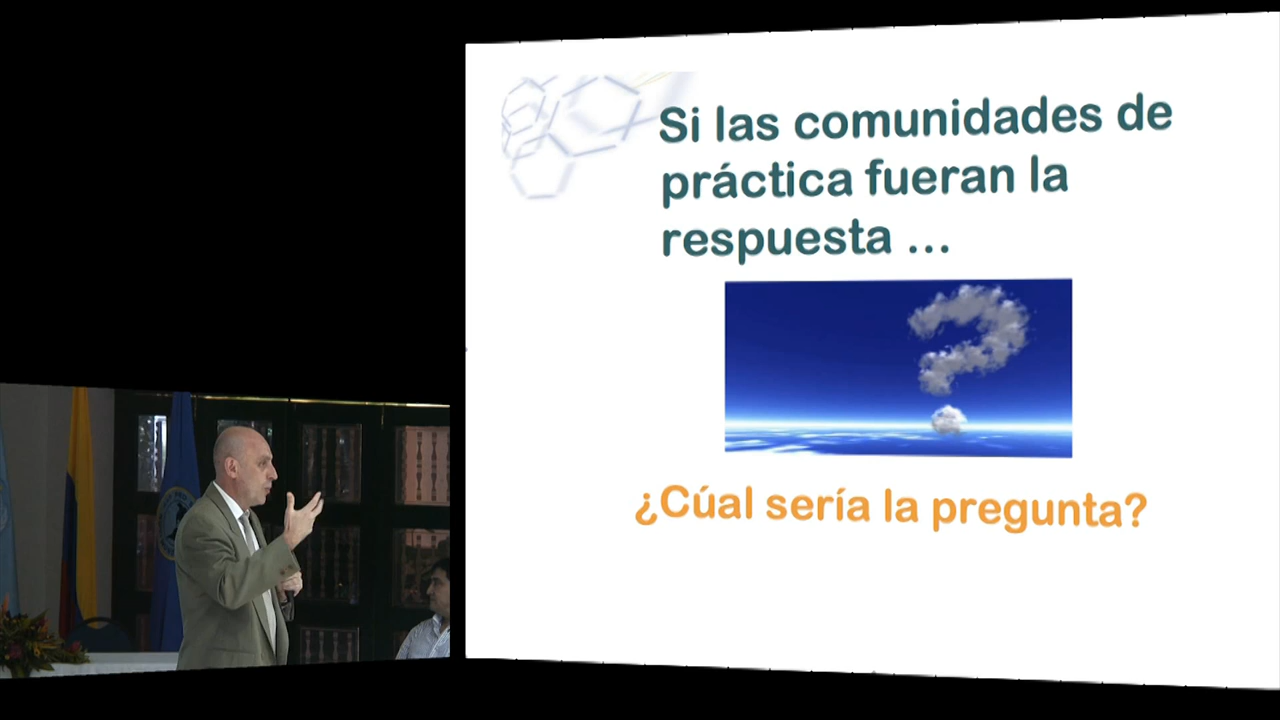 Si las comunidades de
práctica fueran la
respuesta ...
¿Cúal sería la pregunta?